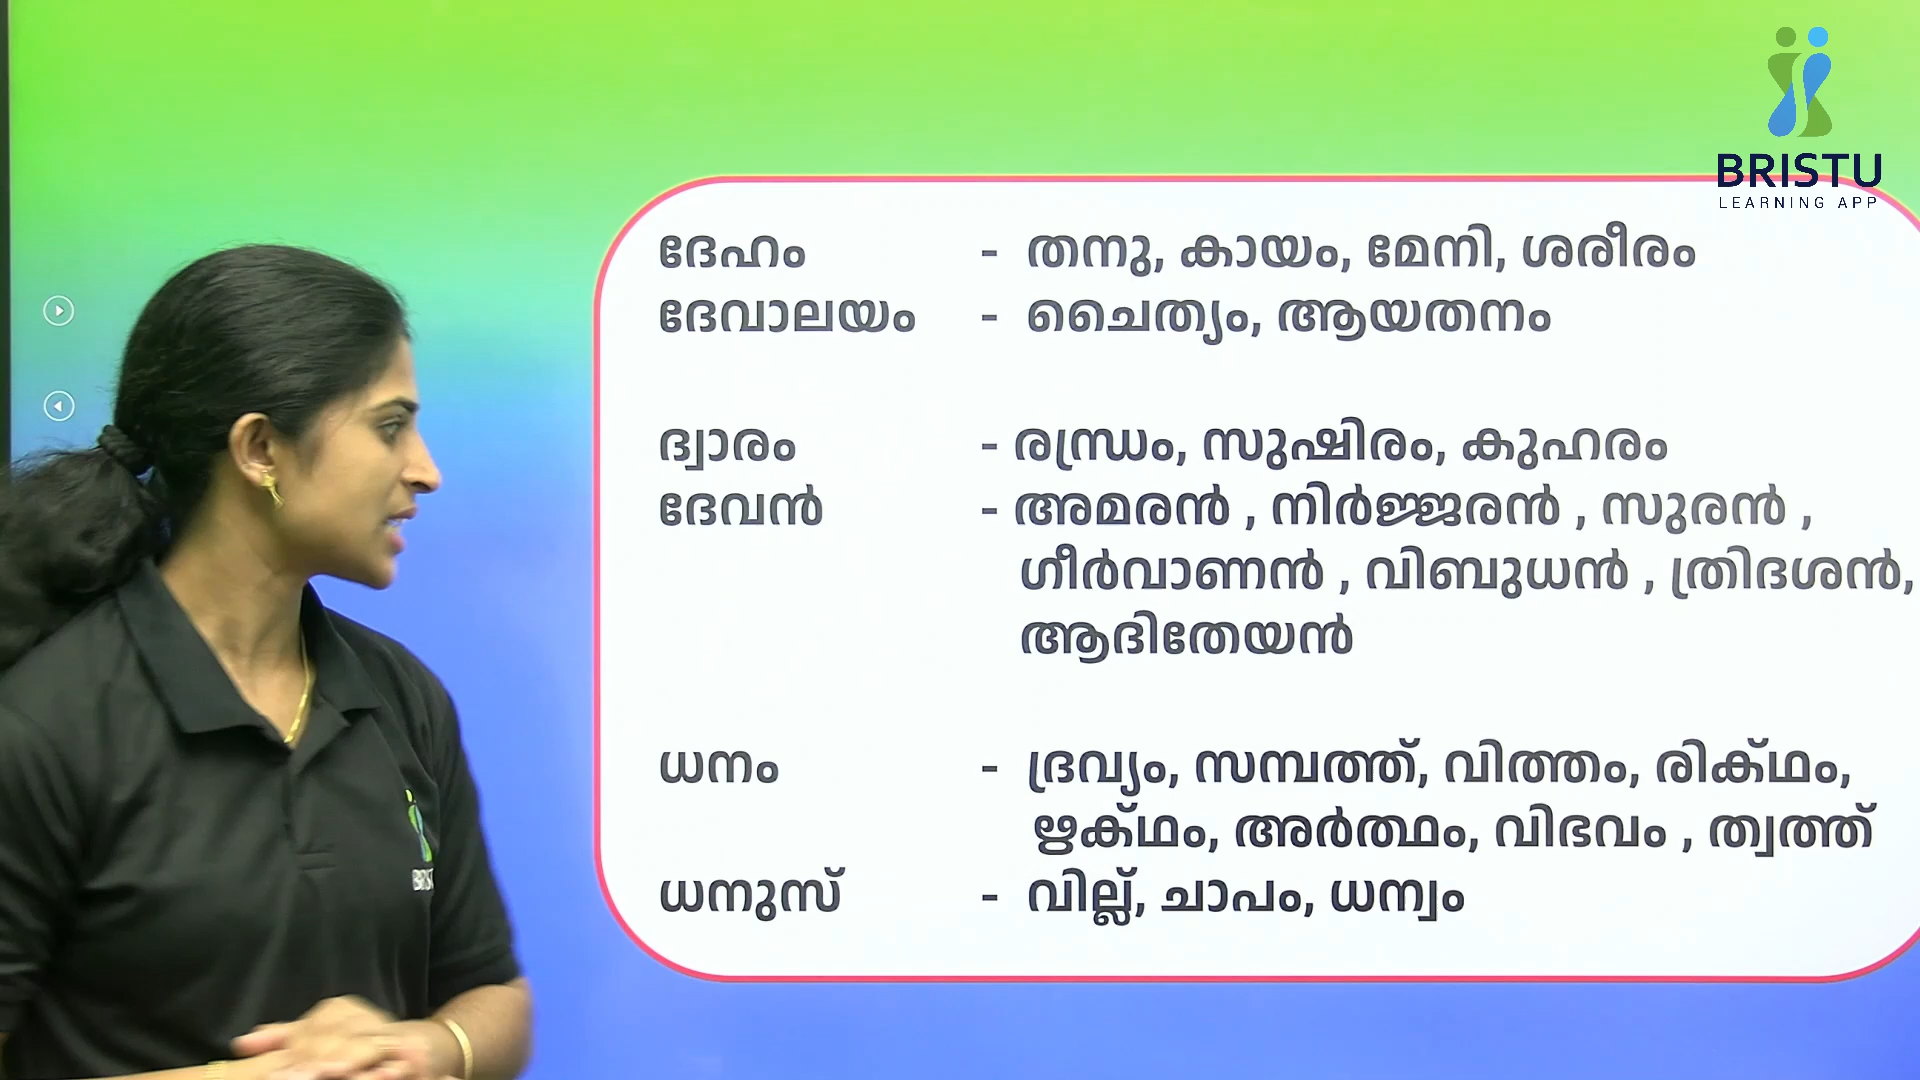 BRISTU
LEARNING APP
ദേഹം - തനു, കായം, മേനി, ശരീരം
ദേവാലയം - ചൈത്യം, ആയതനം
ദ്വാരം - രന്ധ്രം, സുഷിരം, കുഹരം
ദേവൻ - അമരൻ , നിർജ്ജരൻ , സുരൻ ,
ഗീർവാണൻ , വിബുധൻ , ത്രിദശൻ,
ആദിതേയൻ
ധനം - ദ്രവ്യം, സമ്പത്ത്, വിത്തം, രിക്ഥം,
ഋക്ഥം, അർത്ഥം, വിഭവം , ത്വത്ത്
ധനുസ് - വില്ല്, ചാപം, ധന്വം